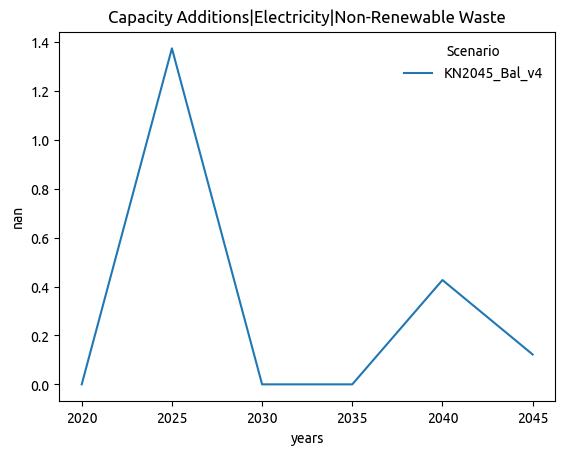 Capacity Additions|Electricity|Non-Renewable Waste
Scenario
KN2045_Bal_v4
1.4
1.2
1.0
0.8
0.6
0.4
0.2
0.0
nan
2020 2025 2030 2035 2040 2045
years